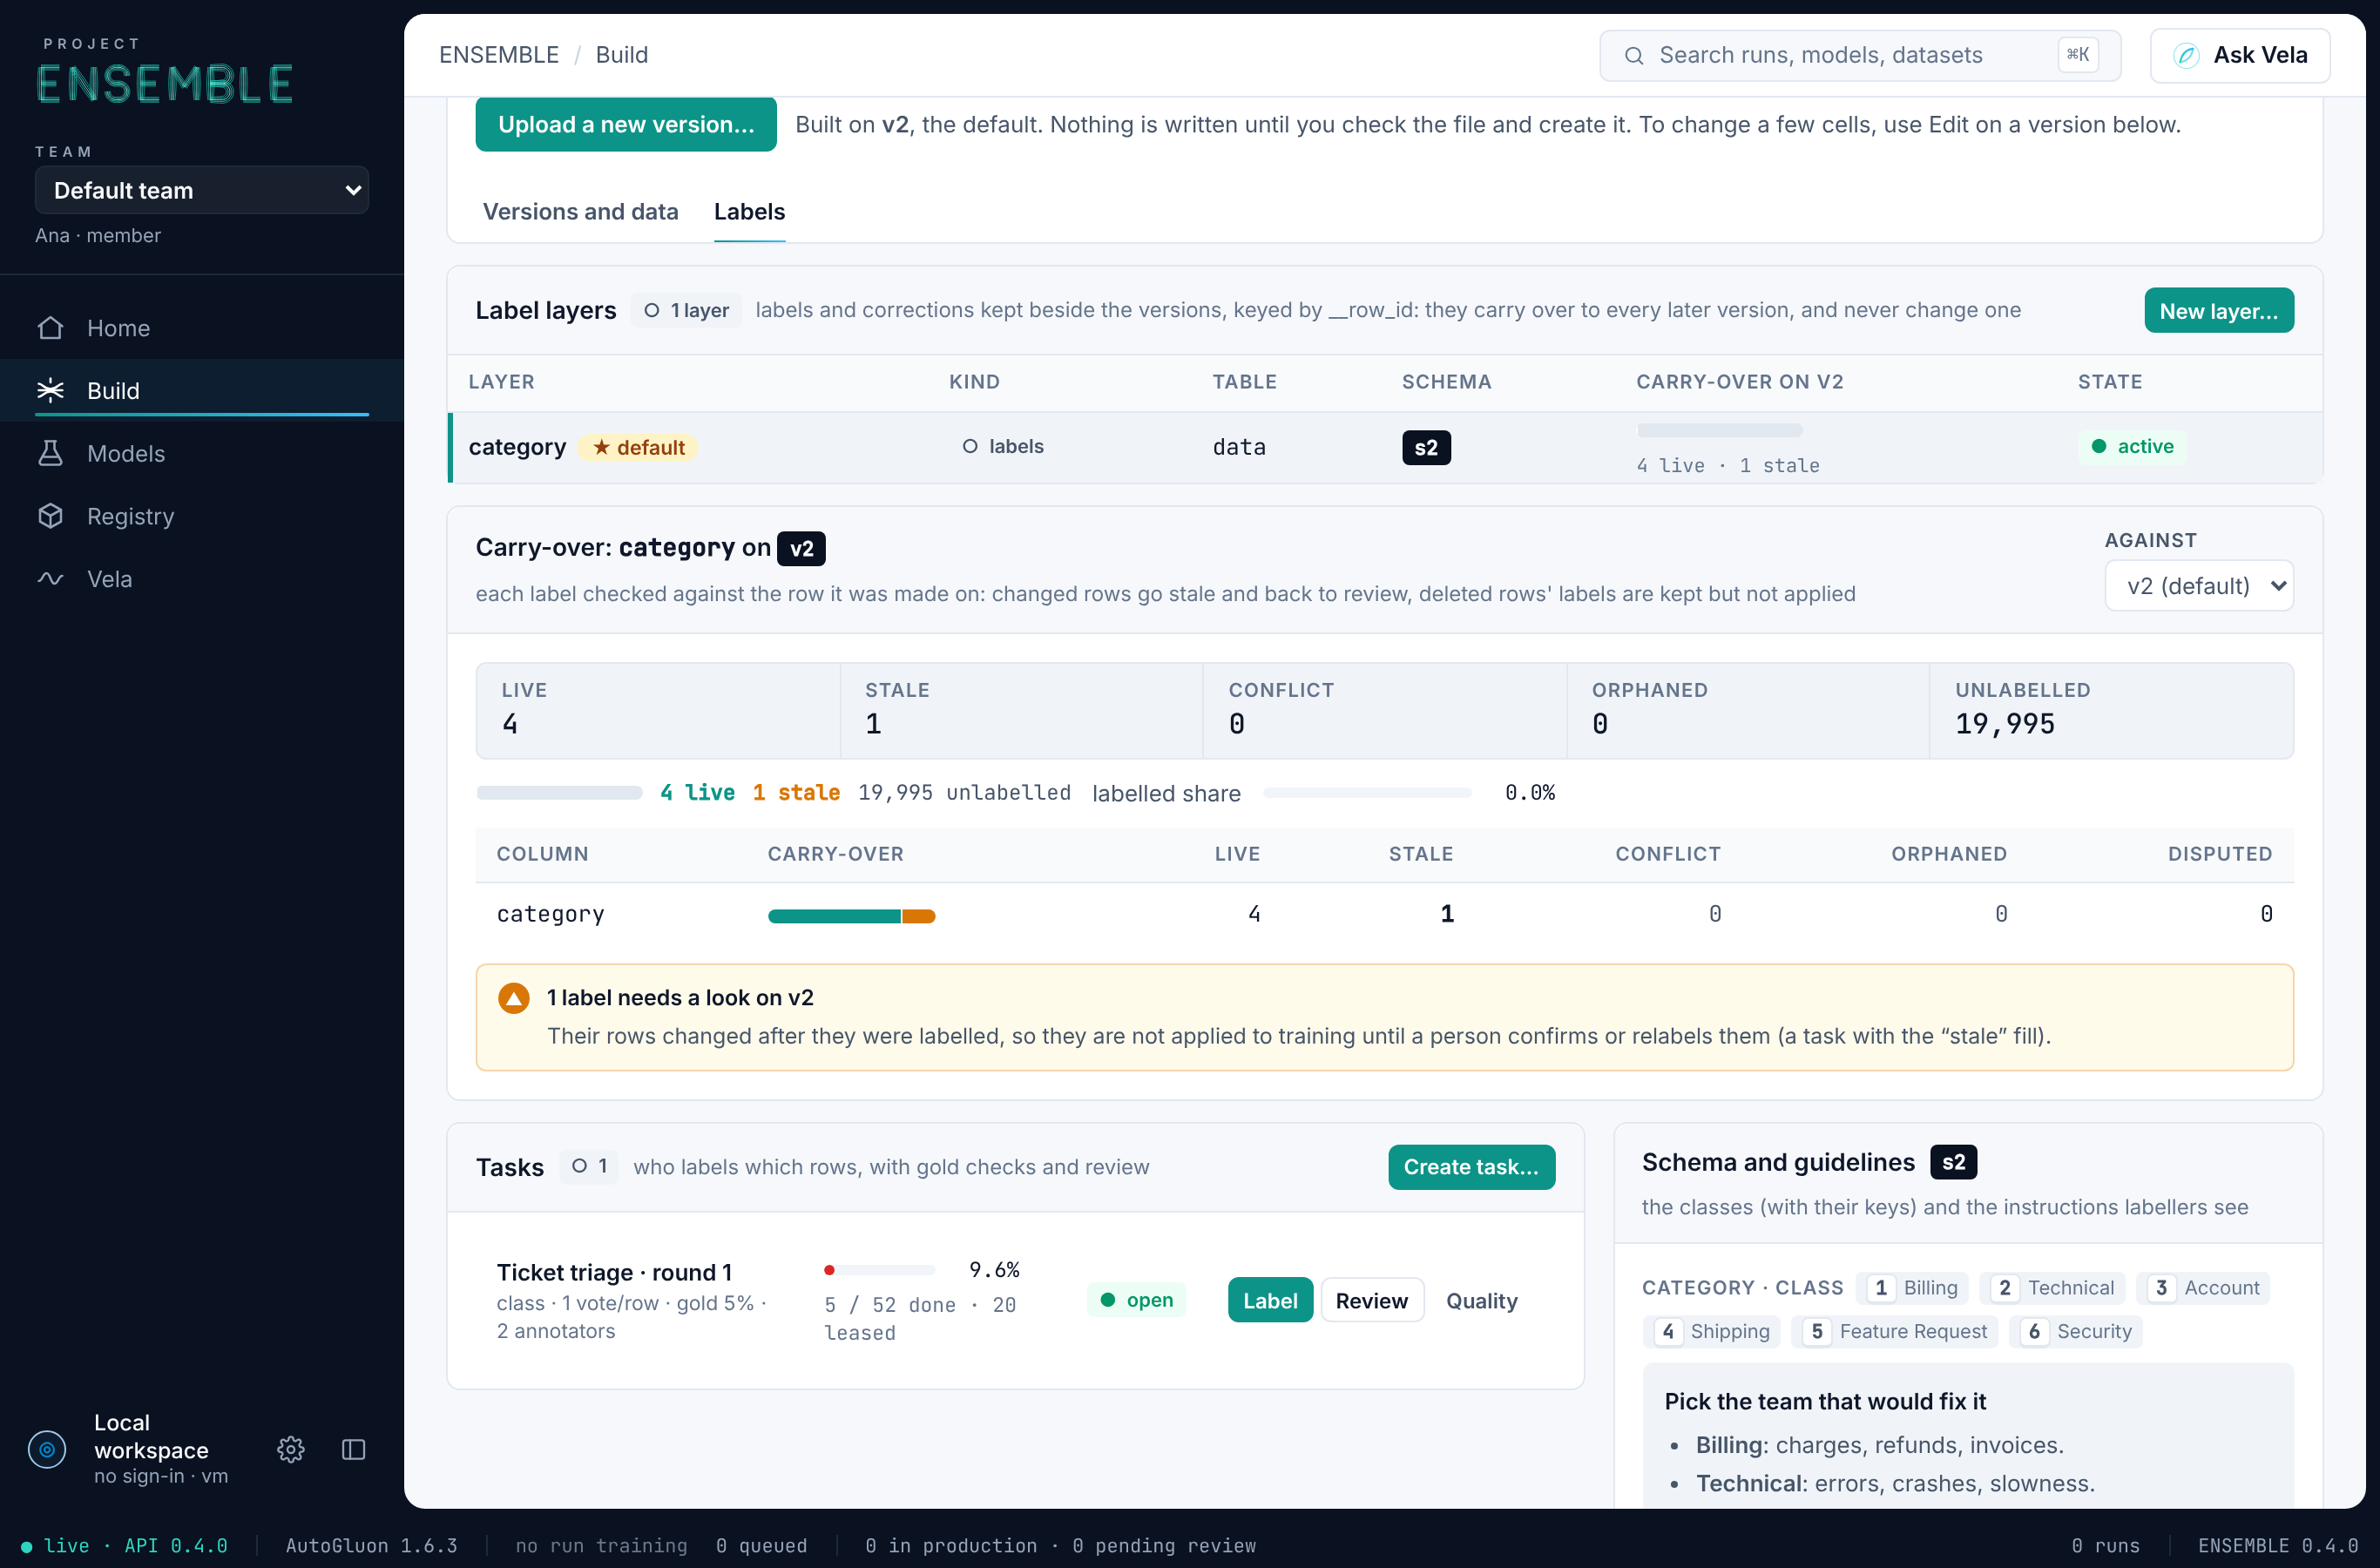 PROJECT
ENSEMBLE
TEAM
Default team
Ana · member
Home
Build
Models
Registry
Vela
Local
workspace
no sign-in · vm
ENSEMBLE / Build
Search runs, models, datasets ⌘K
Ask Vela
Upload a new version... Built on v2, the default. Nothing is written until you check the file and create it. To change a few cells, use Edit on a version below.
Versions and data Labels
Label layers 1 layer labels and corrections kept beside the versions, keyed by __row_id: they carry over to every later version, and never change one New layer...
LAYER KIND TABLE SCHEMA CARRY-OVER ON V2 STATE
category ★ default labels data s2 4 live · 1 stale active
Carry-over: category on v2
each label checked against the row it was made on: changed rows go stale and back to review, deleted rows' labels are kept but not applied
AGAINST
v2 (default)
LIVE STALE CONFLICT ORPHANED UNLABELLED
4 1 0 0 19,995
4 live 1 stale 19,995 unlabelled labelled share 0.0%
COLUMN CARRY-OVER LIVE STALE CONFLICT ORPHANED DISPUTED
category 4 1 0 0 0
1 label needs a look on v2
Their rows changed after they were labelled, so they are not applied to training until a person confirms or relabels them (a task with the “stale” fill).
Tasks 1 who labels which rows, with gold checks and review Create task...
Ticket triage · round 1
class · 1 vote/row · gold 5% ·
2 annotators
9.6%
5 / 52 done · 20
leased
open
Label Review Quality
Schema and guidelines s2
the classes (with their keys) and the instructions labellers see
CATEGORY · CLASS 1 Billing 2 Technical 3 Account
4 Shipping 5 Feature Request 6 Security
Pick the team that would fix it
• Billing: charges, refunds, invoices.
• Technical: errors, crashes, slowness.
live · API 0.4.0 AutoGluon 1.6.3 no run training 0 queued 0 in production · 0 pending review 0 runs ENSEMBLE 0.4.0